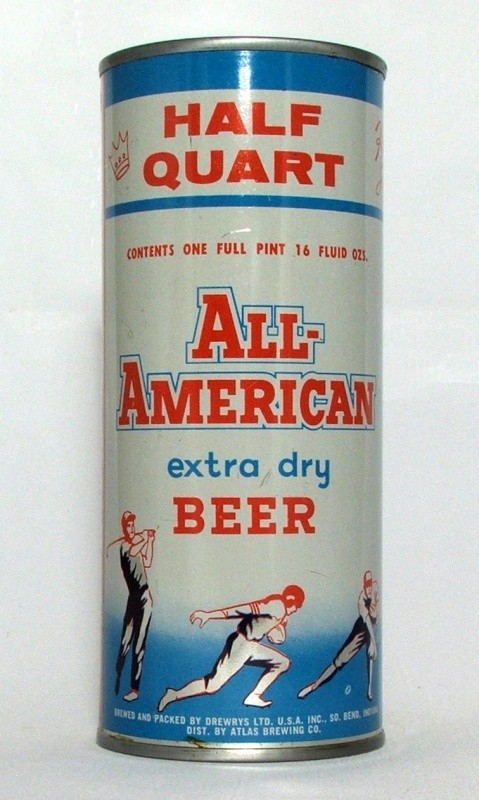 HALF
QUART
CONTENTS ONE FULL PINT 16 FLUID OZS.
ALL-
AMERICAN
extra dry
BEER
BREWED AND PACKED BY DREWRYS LTD. U.S.A. INC., SO. BEND, INDIANA
DIST. BY ATLAS BREWING CO.